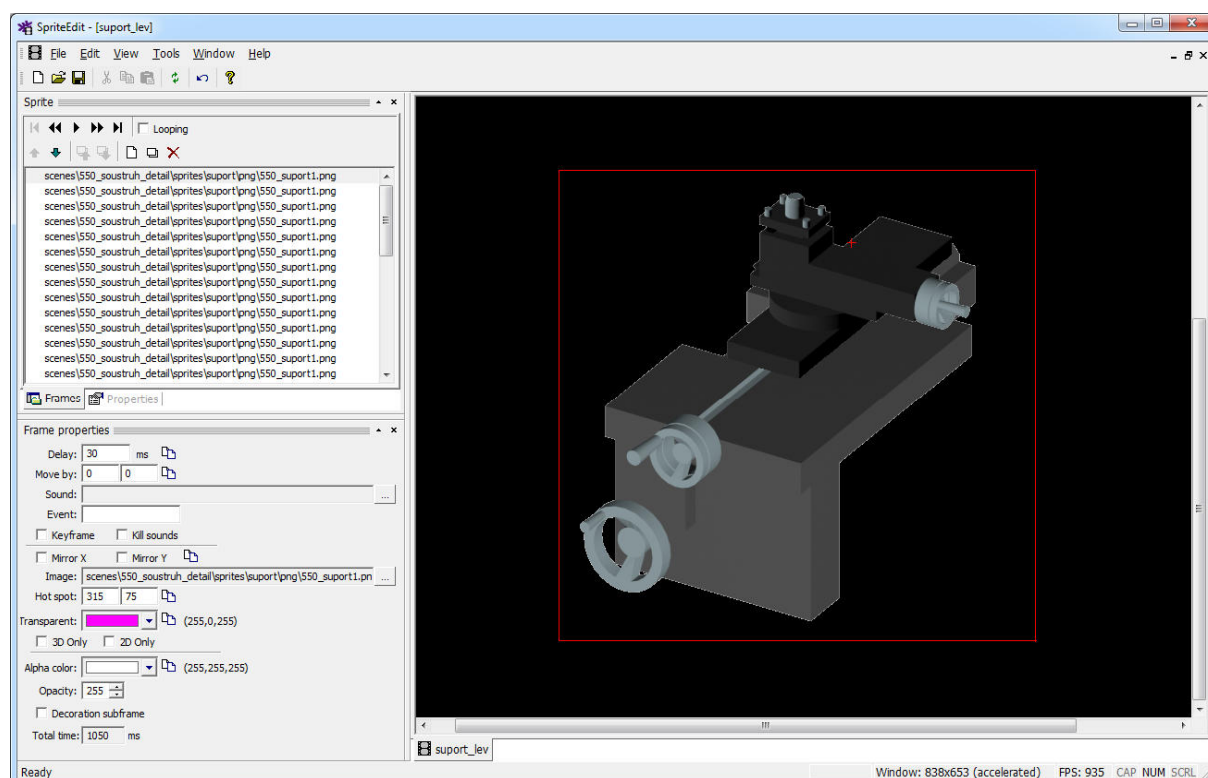 SpriteEdit - [suport_lev]
File Edit View Tools Window Help
Sprite
Looping
scenes\550_soustruh_detail\sprites\suport\png\550_suport1.png
scenes\550_soustruh_detail\sprites\suport\png\550_suport1.png
scenes\550_soustruh_detail\sprites\suport\png\550_suport1.png
scenes\550_soustruh_detail\sprites\suport\png\550_suport1.png
scenes\550_soustruh_detail\sprites\suport\png\550_suport1.png
scenes\550_soustruh_detail\sprites\suport\png\550_suport1.png
scenes\550_soustruh_detail\sprites\suport\png\550_suport1.png
scenes\550_soustruh_detail\sprites\suport\png\550_suport1.png
scenes\550_soustruh_detail\sprites\suport\png\550_suport1.png
scenes\550_soustruh_detail\sprites\suport\png\550_suport1.png
scenes\550_soustruh_detail\sprites\suport\png\550_suport1.png
scenes\550_soustruh_detail\sprites\suport\png\550_suport1.png
scenes\550_soustruh_detail\sprites\suport\png\550_suport1.png
scenes\550_soustruh_detail\sprites\suport\png\550_suport1.png
Frames Properties
Frame properties
Delay: 30 ms
Move by: 0 0
Sound: ...
Event:
Keyframe Kill sounds
Mirror X Mirror Y
Image: scenes\550_soustruh_detail\sprites\suport\png\550_suport1.pn ...
Hot spot: 315 75
Transparent: (255,0,255)
3D Only 2D Only
Alpha color: (255,255,255)
Opacity: 255
Decoration subframe
Total time: 1050 ms
suport_lev
Ready Window: 838x653 (accelerated) FPS: 935 CAP NUM SCRL